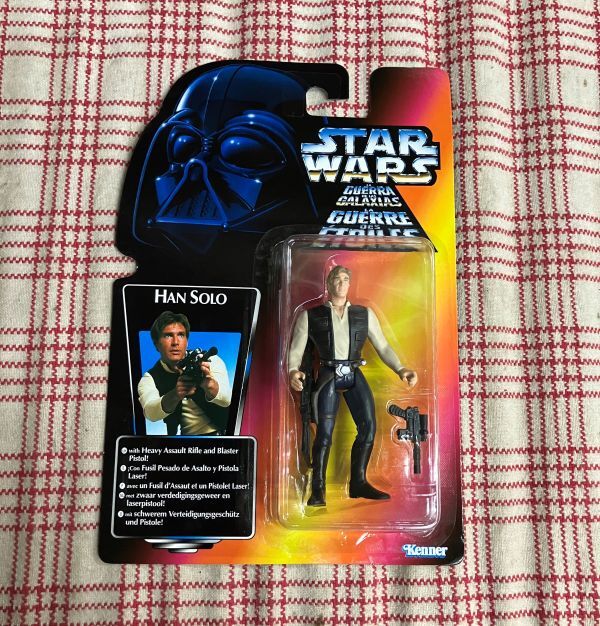 STAR
WARS
LA
GUERRA
DE LAS
GALAXIAS
LA
GUERRE
DES
ÉTOILES
HAN SOLO
with Heavy Assault Rifle and Blaster
Pistol!
¡Con Fusil Pesado de Asalto y Pistola
Laser!
avec un Fusil d'Assaut et un Pistolet Laser!
met zwaar verdedigingsgeweer en
laserpistool!
mit schwerem Verteidigungsgeschütz
und Pistole!
Kenner